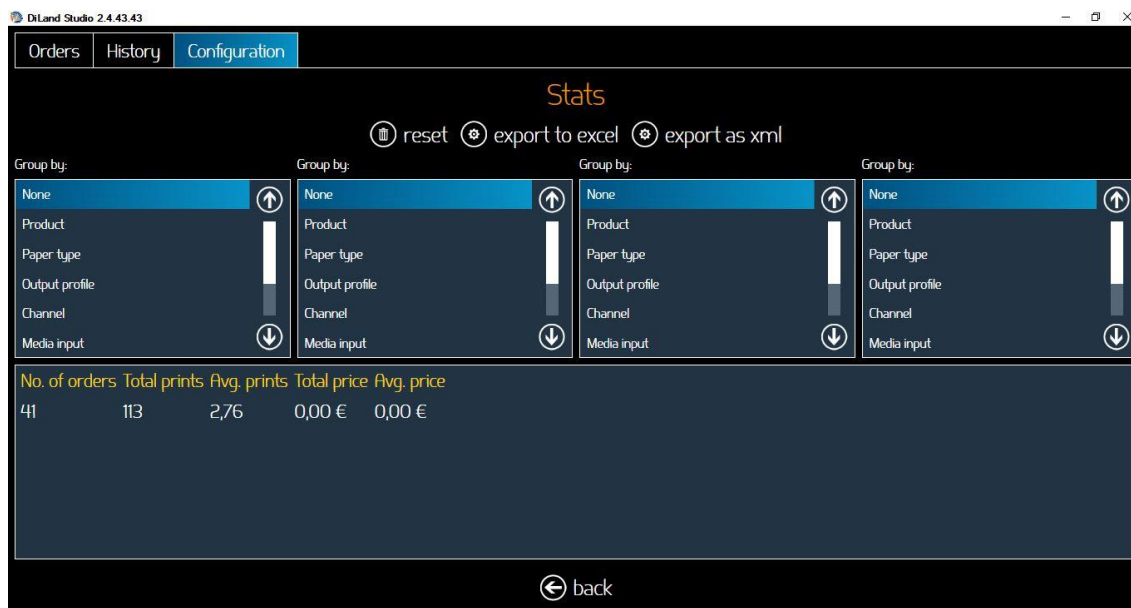 DiLand Studio 2.4.43.43
Orders History Configuration
Stats
reset export to excel export as xml
Group by: Group by: Group by: Group by:
None None None None
Product Product Product Product
Paper type Paper type Paper type Paper type
Output profile Output profile Output profile Output profile
Channel Channel Channel Channel
Media input Media input Media input Media input
No. of orders Total prints Avg. prints Total price Avg. price
41 113 2,76 0,00 € 0,00 €
back